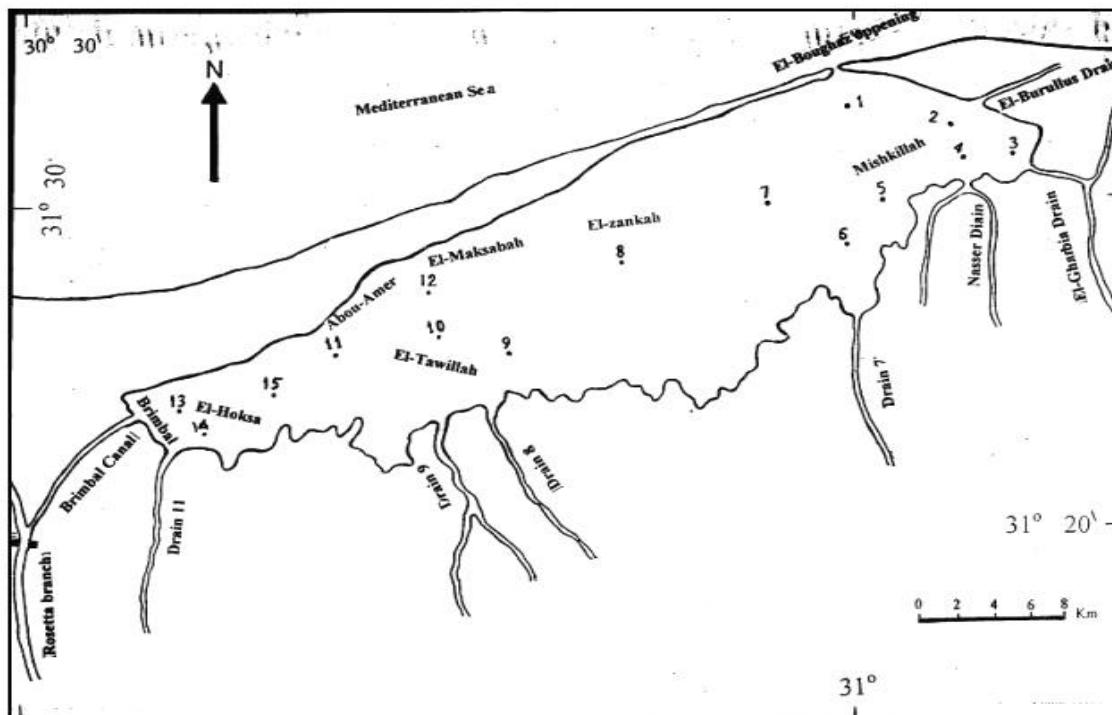 30° 30'
N
El-Boughaz Oppening
Mediterranean Sea
El-Burullus Drain
1
2
3
4
Mishkillah
5
6
7
31° 30'
El-zankah
8
El-Maksabah
12
Abou-Amer
10
11
9
El-Tawillah
15
13
El-Hoksa
14
Brimbal
Brimbal Canal
Nasser Diain
El-Gharbia Drain
Drain 7
Drain 8
Drain 9
Drain 11
Rosetta branch
31° 20'
0 2 4 6 8
K.m
31°